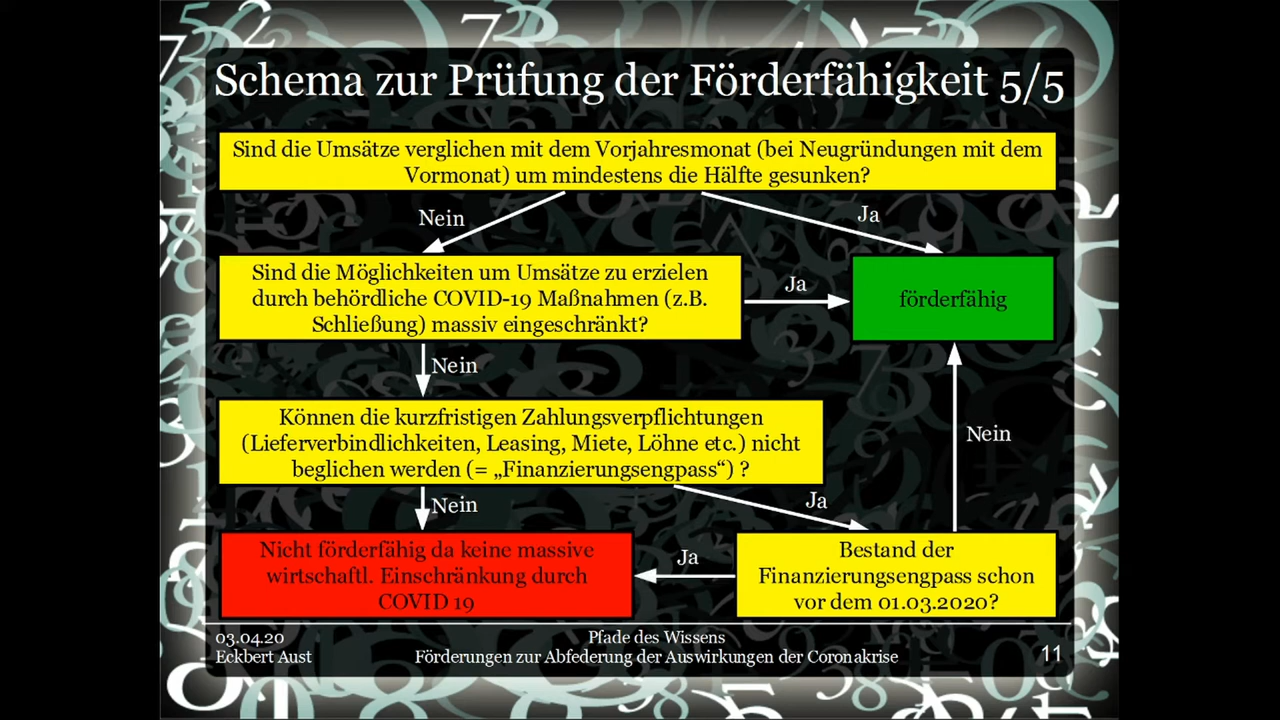 Schema zur Prüfung der Förderfähigkeit 5/5
Sind die Umsätze verglichen mit dem Vorjahresmonat (bei Neugründungen mit dem
Vormonat) um mindestens die Hälfte gesunken?
Nein
Ja
Sind die Möglichkeiten um Umsätze zu erzielen
durch behördliche COVID-19 Maßnahmen (z.B.
Schließung) massiv eingeschränkt?
Ja
förderfähig
Nein
Können die kurzfristigen Zahlungsverpflichtungen
(Lieferverbindlichkeiten, Leasing, Miete, Löhne etc.) nicht
beglichen werden (= „Finanzierungsengpass“) ?
Nein
Nein
Ja
Nicht förderfähig da keine massive
wirtschaftl. Einschränkung durch
COVID 19
Ja
Bestand der
Finanzierungsengpass schon
vor dem 01.03.2020?
03.04.20
Eckbert Aust
Pfade des Wissens
Förderungen zur Abfederung der Auswirkungen der Coronakrise
11